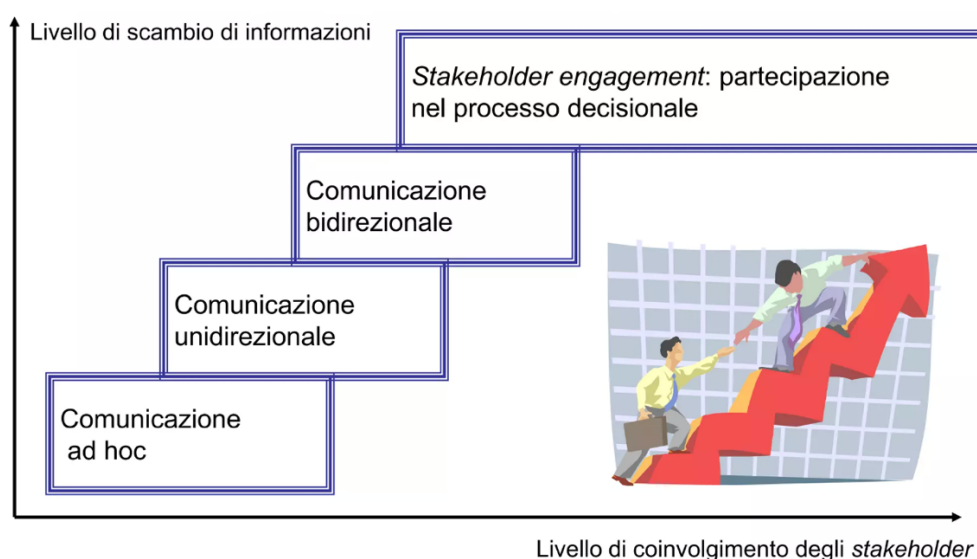 Livello di scambio di informazioni
Stakeholder engagement: partecipazione
nel processo decisionale
Comunicazione
bidirezionale
Comunicazione
unidirezionale
Comunicazione
ad hoc
Livello di coinvolgimento degli stakeholder